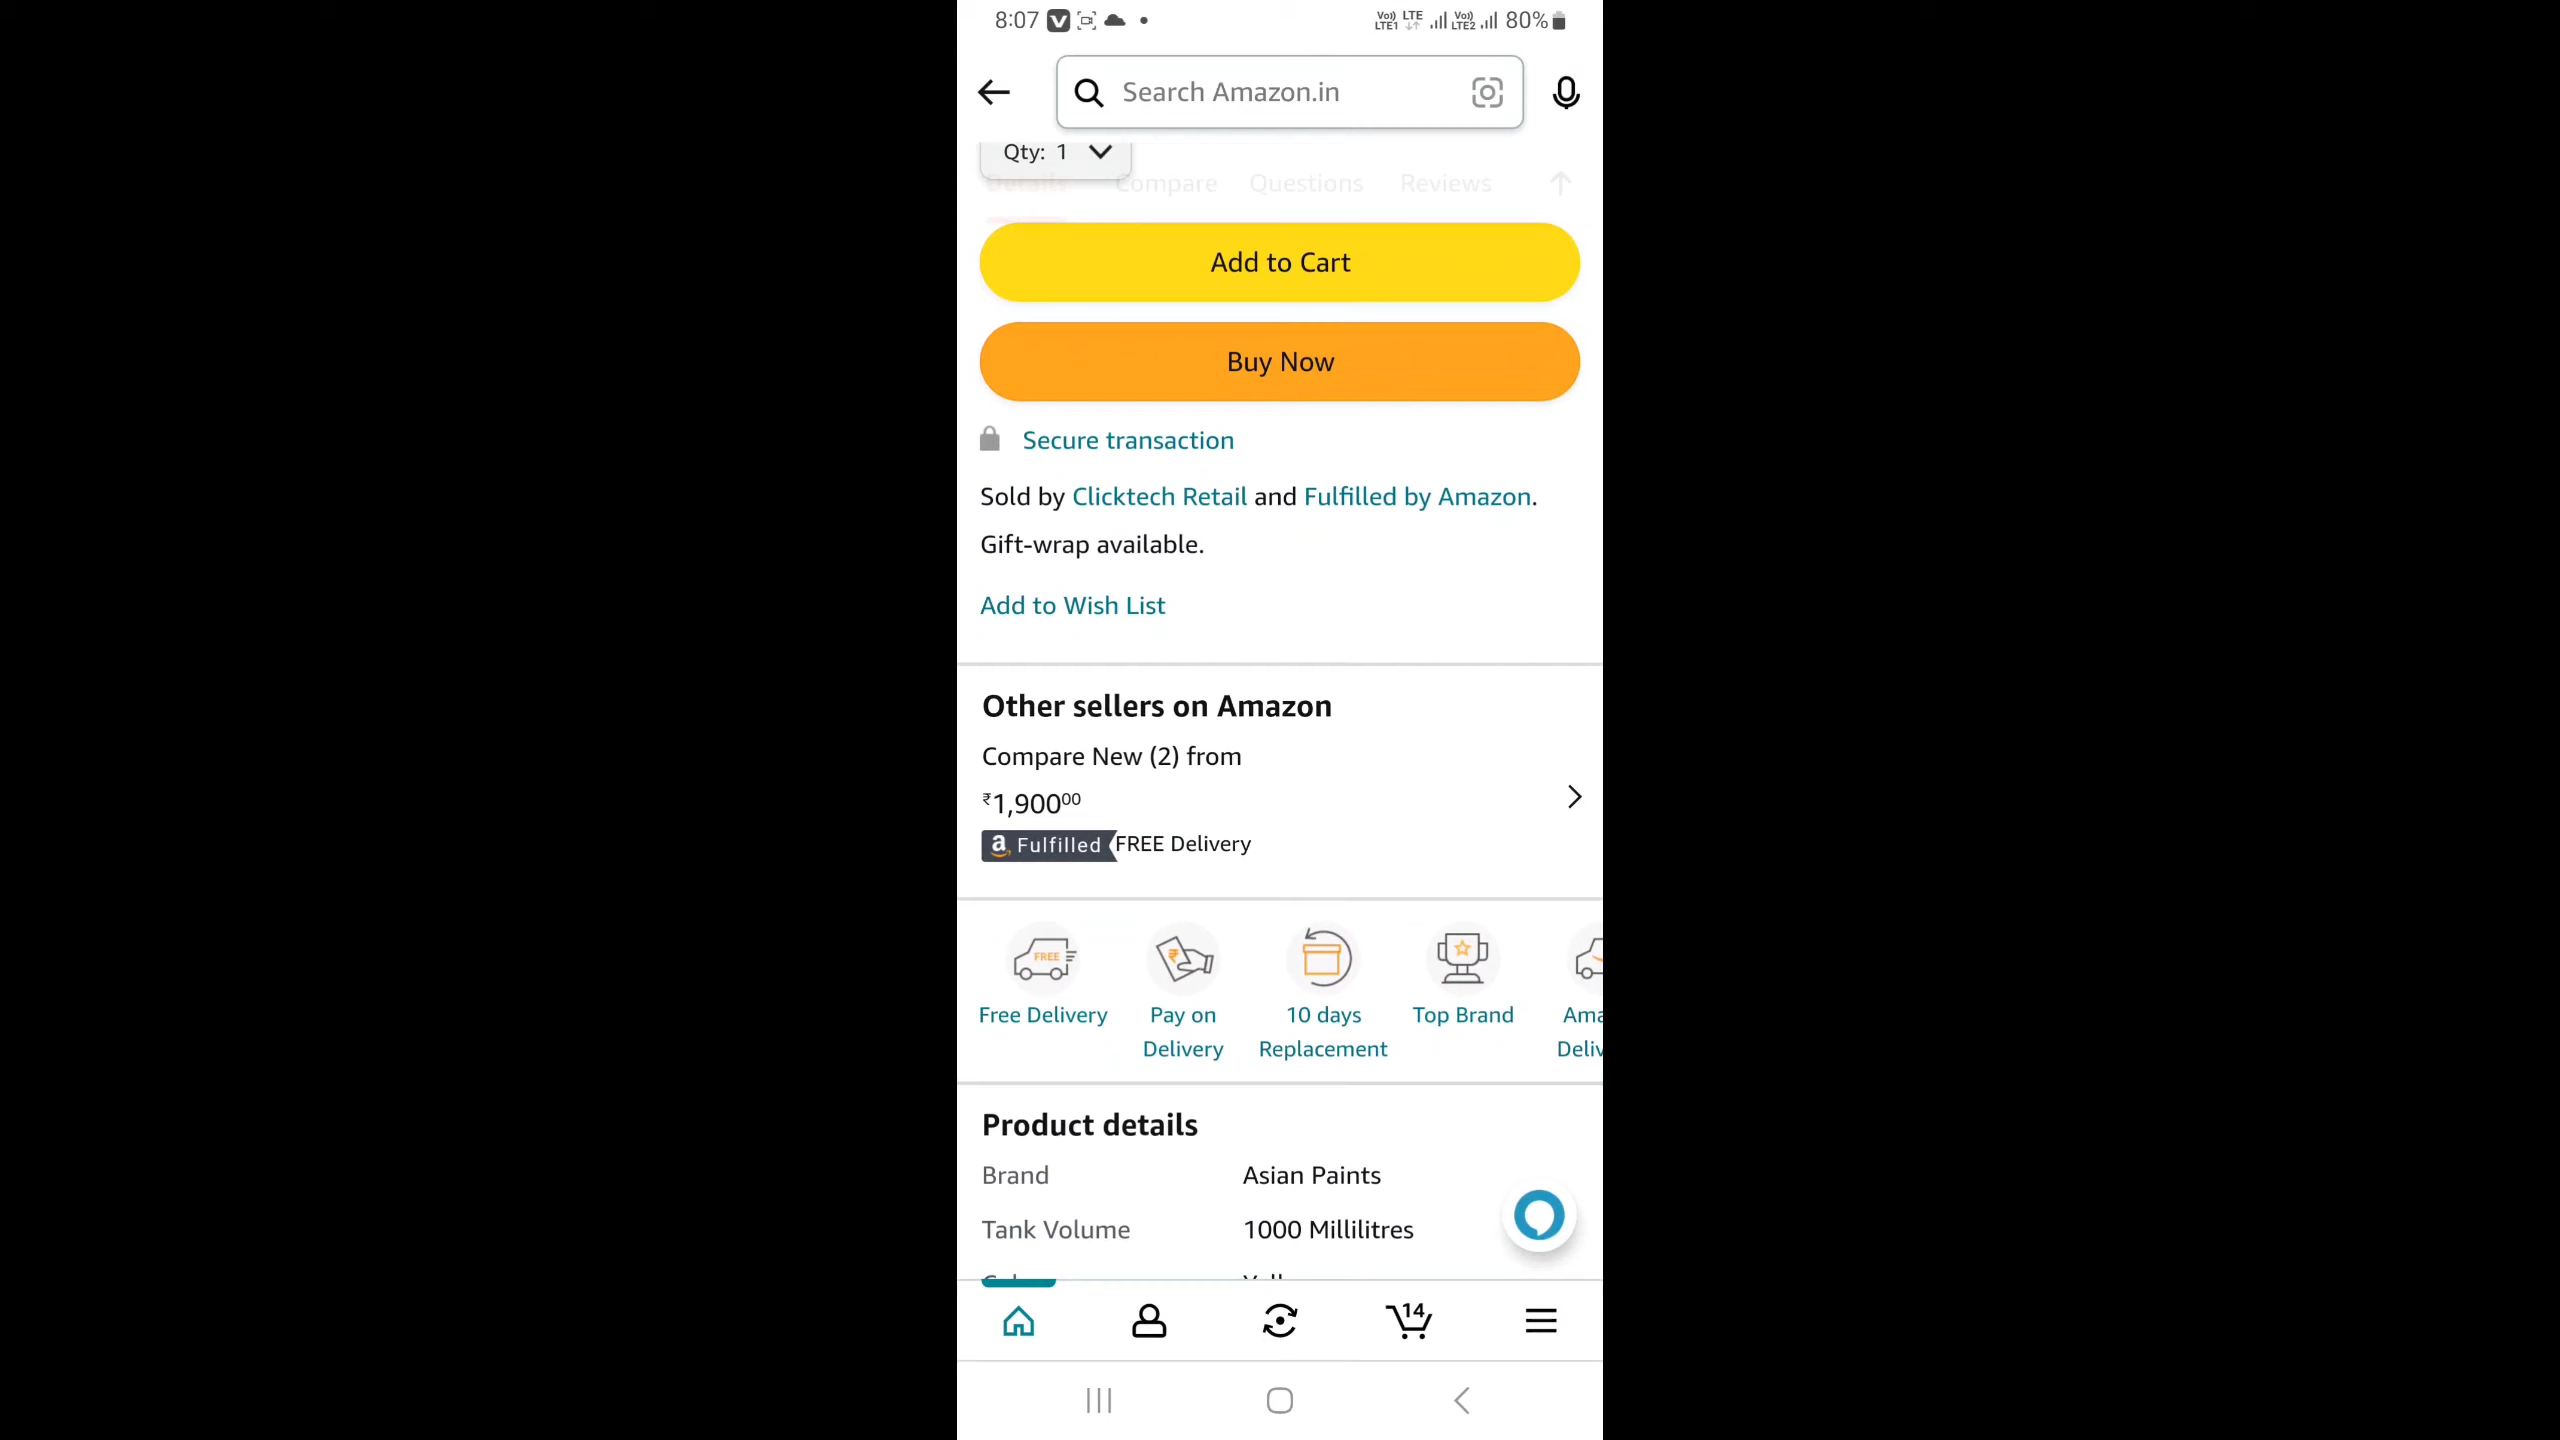 8:07
Vo)) LTE1 LTE Vo)) LTE2 80%
Search Amazon.in
Qty: 1
Details Compare Questions Reviews
Add to Cart
Buy Now
Secure transaction
Sold by Clicktech Retail and Fulfilled by Amazon.
Gift-wrap available.
Add to Wish List
Other sellers on Amazon
Compare New (2) from
₹1,90000
a Fulfilled FREE Delivery
FREE
Free Delivery Pay on Delivery 10 days Replacement Top Brand Ama Deliv
Product details
Brand Asian Paints
Tank Volume 1000 Millilitres
14